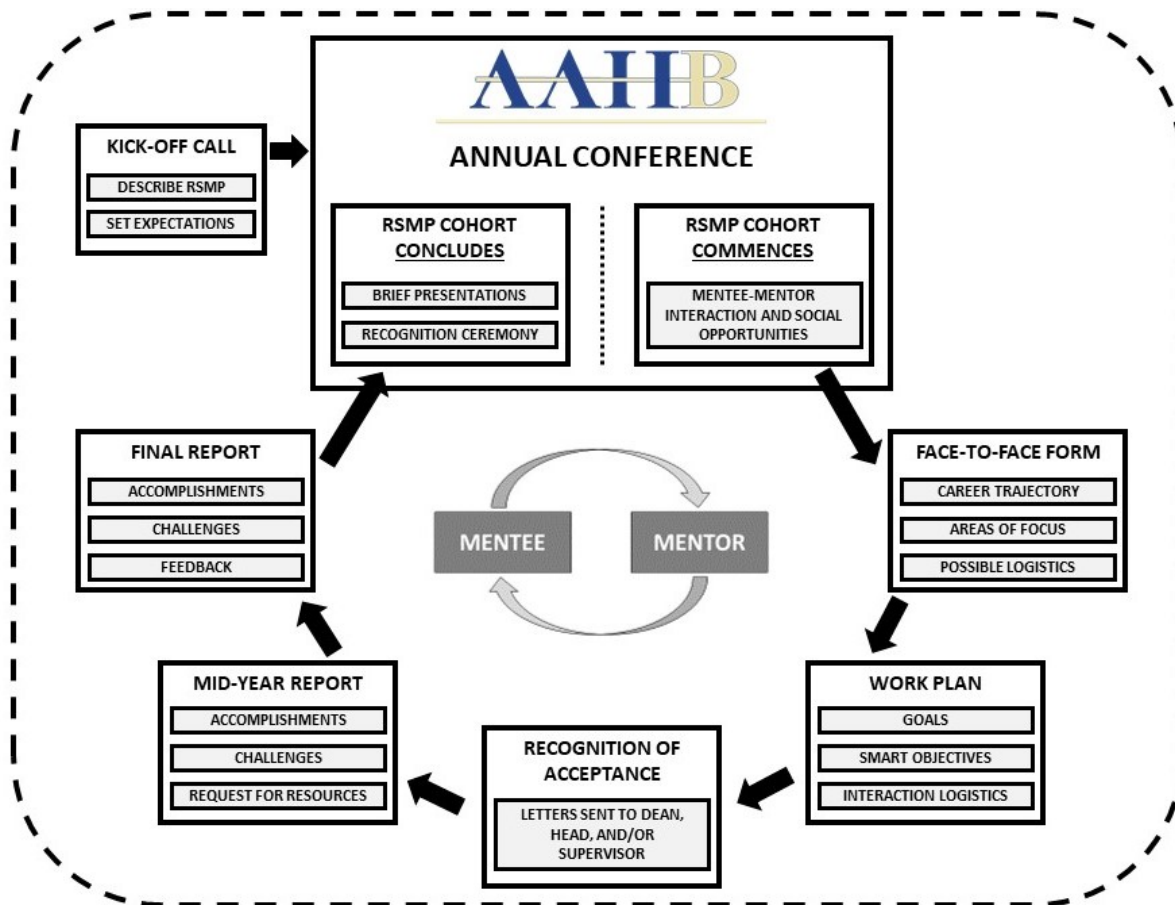 AAHB
ANNUAL CONFERENCE
KICK-OFF CALL
DESCRIBE RSMP
SET EXPECTATIONS
RSMP COHORT
CONCLUDES
BRIEF PRESENTATIONS
RECOGNITION CEREMONY
RSMP COHORT
COMMENCES
MENTEE-MENTOR
INTERACTION AND SOCIAL
OPPORTUNITIES
FACE-TO-FACE FORM
CAREER TRAJECTORY
AREAS OF FOCUS
POSSIBLE LOGISTICS
WORK PLAN
GOALS
SMART OBJECTIVES
INTERACTION LOGISTICS
RECOGNITION OF
ACCEPTANCE
LETTERS SENT TO DEAN,
HEAD, AND/OR
SUPERVISOR
MID-YEAR REPORT
ACCOMPLISHMENTS
CHALLENGES
REQUEST FOR RESOURCES
FINAL REPORT
ACCOMPLISHMENTS
CHALLENGES
FEEDBACK
MENTEE
MENTOR